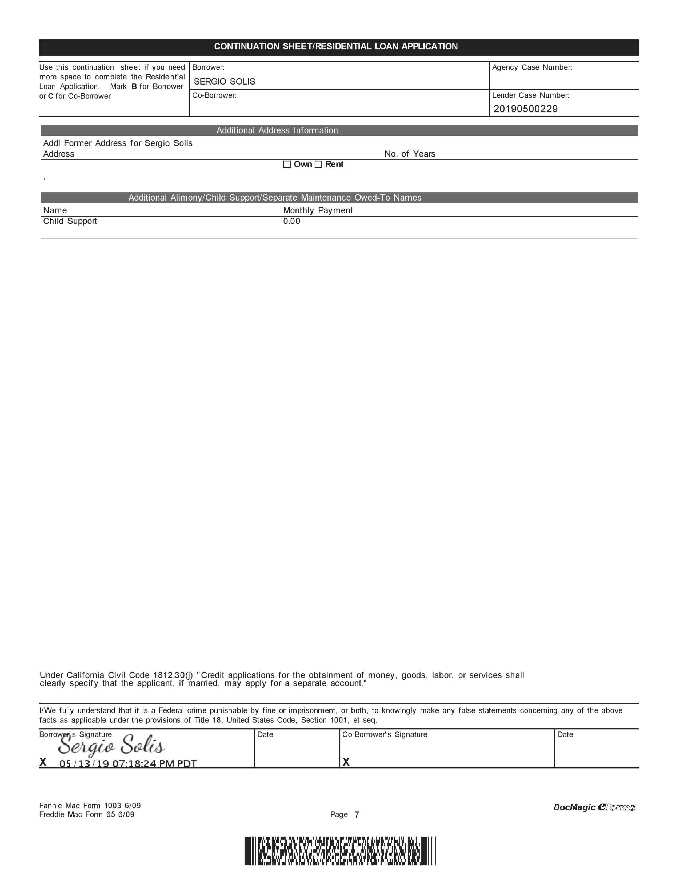 CONTINUATION SHEET/RESIDENTIAL LOAN APPLICATION
Use this continuation sheet if you need
more space to complete the Residential
Loan Application. Mark B for Borrower
or C for Co-Borrower
Borrower:
SERGIO SOLIS
Agency Case Number:
Co-Borrower:
Lender Case Number:
20190500229
Additional Address Information
Addl Former Address for Sergio Solis
Address No. of Years
Own Rent
,
Additional Alimony/Child Support/Separate Maintenance Owed-To Names
Name Monthly Payment
Child Support 0.00
Under California Civil Code 1812.30(j) "Credit applications for the obtainment of money, goods, labor, or services shall
clearly specify that the applicant, if married, may apply for a separate account."
I/We fully understand that it is a Federal crime punishable by fine or imprisonment, or both, to knowingly make any false statements concerning any of the above
facts as applicable under the provisions of Title 18, United States Code, Section 1001, et seq.
Borrower's Signature Date Co-Borrower's Signature Date
Sergio Solis
X 05/13/19 07:18:24 PM PDT X
Fannie Mae Form 1003 6/09
Freddie Mac Form 65 6/09
Page 7
DocMagic